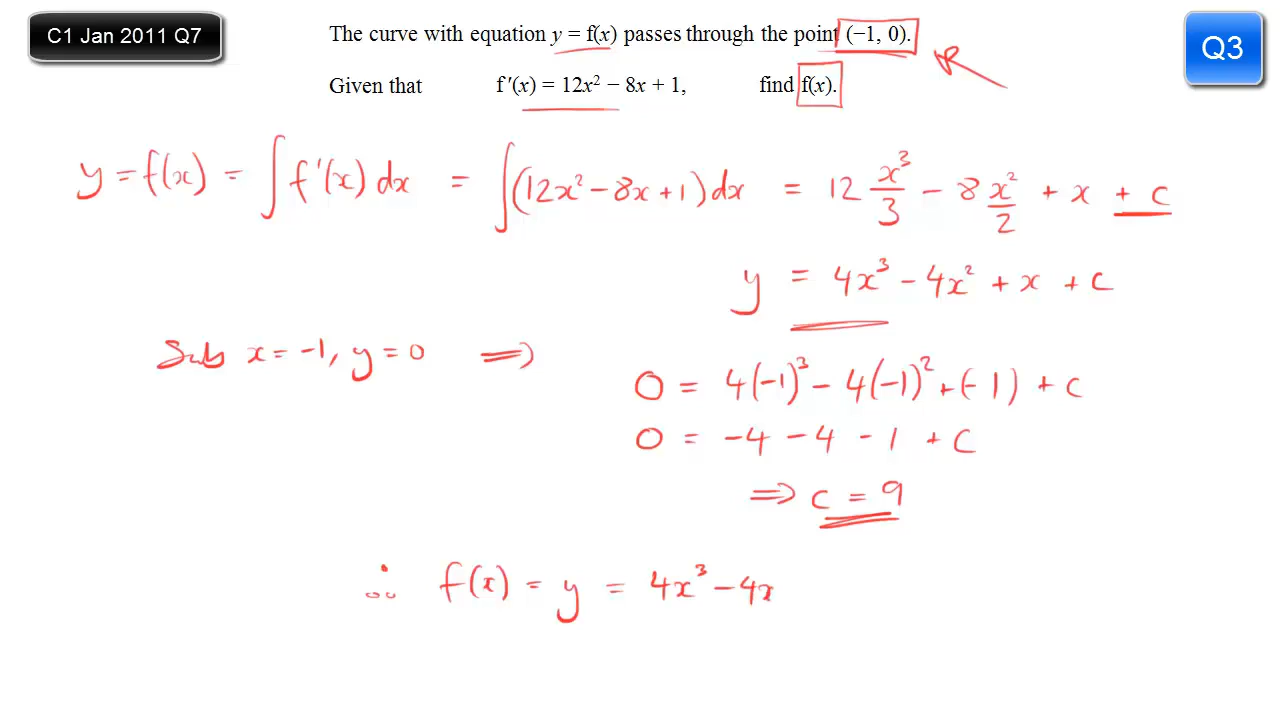 C1 Jan 2011 Q7
The curve with equation y = f(x) passes through the point (−1, 0).
Q3
Given that f ′(x) = 12x² − 8x + 1, find f(x).
y = f(x) = ∫ f'(x) dx = ∫ (12x² − 8x + 1) dx = 12 x³/3 − 8 x²/2 + x + c
y = 4x³ − 4x² + x + c
Sub x = −1, y = 0 ⟹
0 = 4(−1)³ − 4(−1)² + (−1) + c
0 = −4 − 4 − 1 + c
⟹ c = 9
∴ f(x) = y = 4x³ − 4x